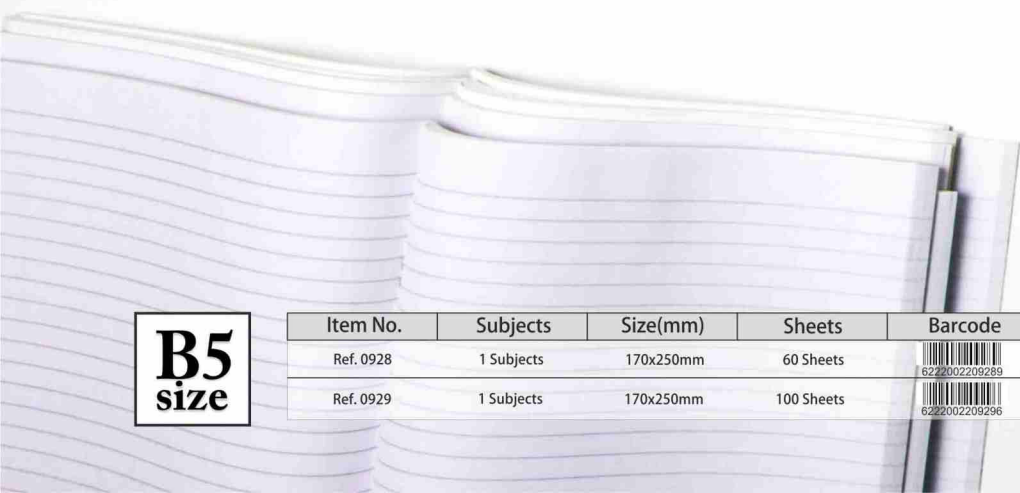 B5
size
Item No. Subjects Size(mm) Sheets Barcode
Ref. 0928 1 Subjects 170x250mm 60 Sheets 6222002209289
Ref. 0929 1 Subjects 170x250mm 100 Sheets 6222002209296